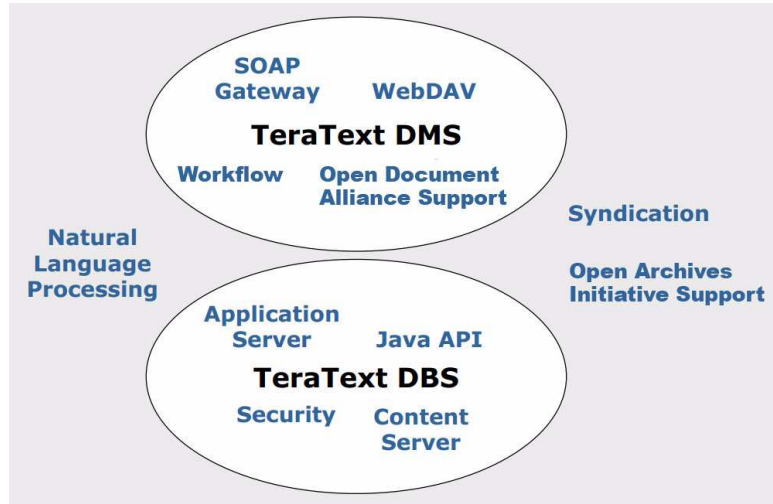 SOAP
Gateway
WebDAV
TeraText DMS
Workflow
Open Document
Alliance Support
Natural
Language
Processing
Syndication
Open Archives
Initiative Support
Application
Server
Java API
TeraText DBS
Security
Content
Server